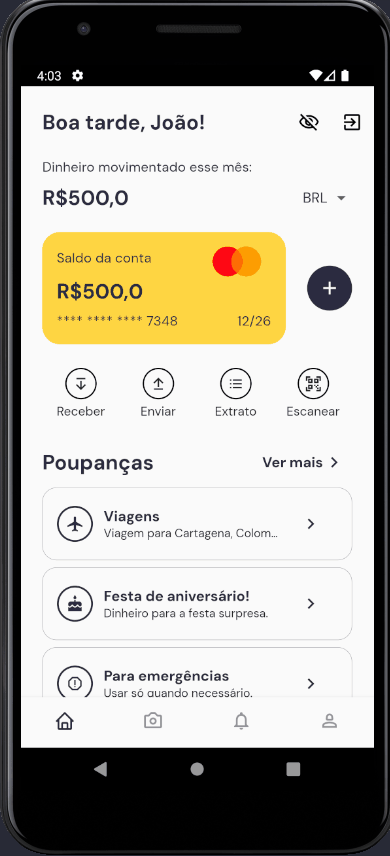 4:03
Boa tarde, João!
Dinheiro movimentado esse mês:
R$500,0
BRL
Saldo da conta
R$500,0
**** **** **** 7348 12/26
Receber Enviar Extrato Escanear
Poupanças Ver mais
Viagens
Viagem para Cartagena, Colom...
Festa de aniversário!
Dinheiro para a festa surpresa.
Para emergências
Usar só quando necessário.